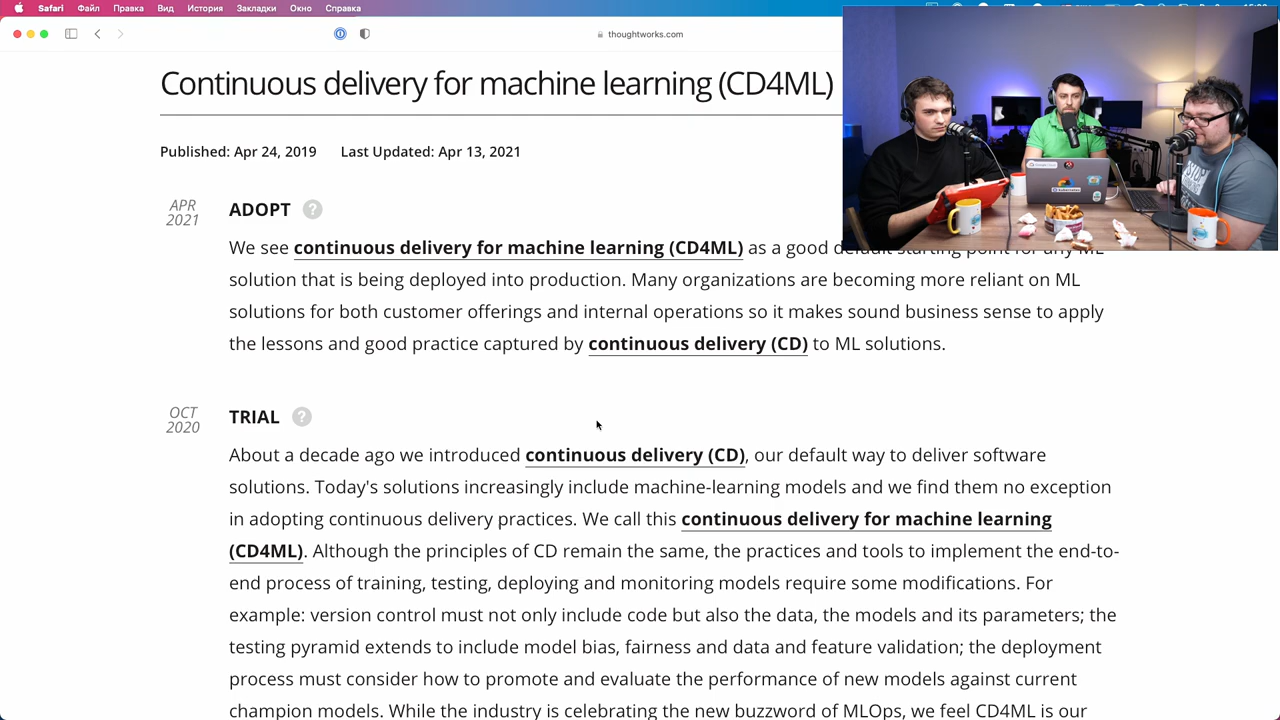 Safari Файл Правка Вид История Закладки Окно Справка
thoughtworks.com
Continuous delivery for machine learning (CD4ML)
Published: Apr 24, 2019 Last Updated: Apr 13, 2021
APR
2021
ADOPT ?
We see continuous delivery for machine learning (CD4ML) as a good default starting point for any ML
solution that is being deployed into production. Many organizations are becoming more reliant on ML
solutions for both customer offerings and internal operations so it makes sound business sense to apply
the lessons and good practice captured by continuous delivery (CD) to ML solutions.
OCT
2020
TRIAL ?
About a decade ago we introduced continuous delivery (CD), our default way to deliver software
solutions. Today's solutions increasingly include machine-learning models and we find them no exception
in adopting continuous delivery practices. We call this continuous delivery for machine learning
(CD4ML). Although the principles of CD remain the same, the practices and tools to implement the end-to-
end process of training, testing, deploying and monitoring models require some modifications. For
example: version control must not only include code but also the data, the models and its parameters; the
testing pyramid extends to include model bias, fairness and data and feature validation; the deployment
process must consider how to promote and evaluate the performance of new models against current
champion models. While the industry is celebrating the new buzzword of MLOps, we feel CD4ML is our